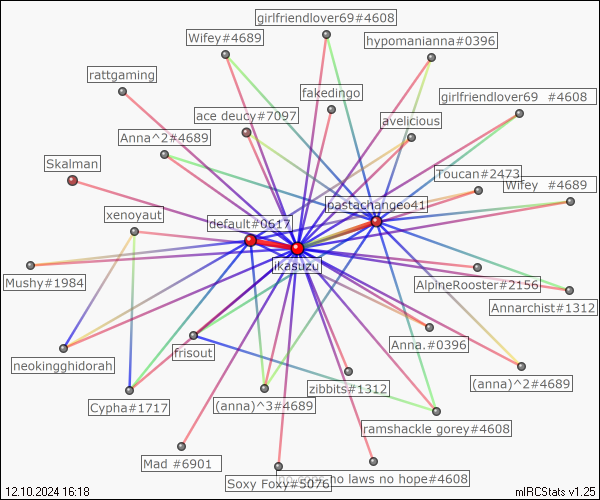 girlfriendlover69#4608
Wifey#4689
hypomanianna#0396
rattgaming
fakedingo
girlfriendlover69 #4608
ace deucy#7097
avelicious
Anna^2#4689
Skalman
Toucan#2473
Wifey #4689
pastachangeo41
xenoyaut
default#0617
ikasuzu
Mushy#1984
AlpineRooster#2156
Annarchist#1312
Anna.#0396
frisout
neokingghidorah
zibbits#1312
(anna)^2#4689
Cypha#1717
(anna)^3#4689
ramshackle gorey#4608
Mad #6901
Soxy Foxy#5076
no laws no hope#4608
12.10.2024 16:18
mIRCStats v1.25